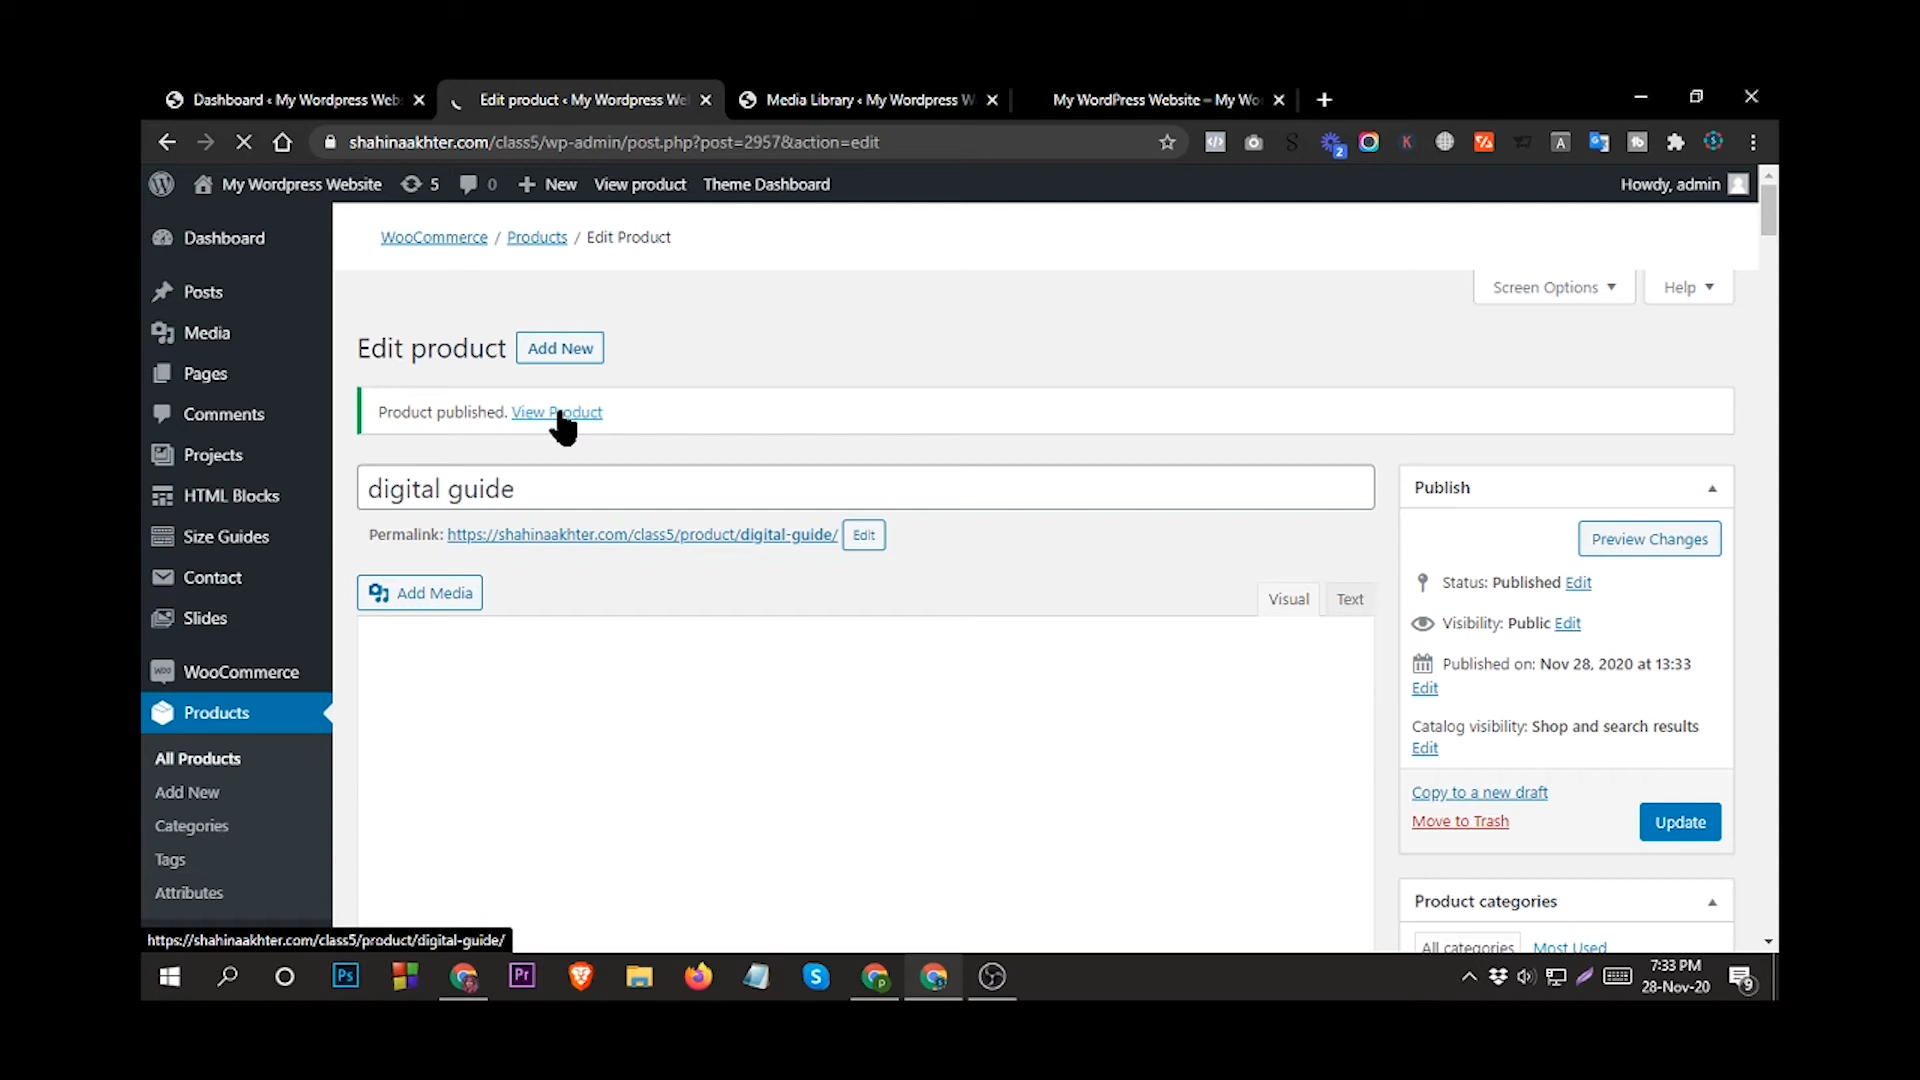 Dashboard ‹ My Wordpress Web
Edit product ‹ My Wordpress We
Media Library ‹ My Wordpress W
My WordPress Website – My Wo
shahinaakhter.com/class5/wp-admin/post.php?post=2957&action=edit
My Wordpress Website
5
0
New
View product
Theme Dashboard
Howdy, admin
Dashboard
Posts
Media
Pages
Comments
Projects
HTML Blocks
Size Guides
Contact
Slides
WooCommerce
Products
All Products
Add New
Categories
Tags
Attributes
WooCommerce / Products / Edit Product
Screen Options
Help
Edit product
Add New
Product published. View Product
digital guide
Permalink: https://shahinaakhter.com/class5/product/digital-guide/ Edit
Add Media
Visual
Text
Publish
Preview Changes
Status: Published Edit
Visibility: Public Edit
Published on: Nov 28, 2020 at 13:33
Edit
Catalog visibility: Shop and search results
Edit
Copy to a new draft
Move to Trash
Update
Product categories
All categories
Most Used
https://shahinaakhter.com/class5/product/digital-guide/
Ps
Pr
7:33 PM
28-Nov-20
9